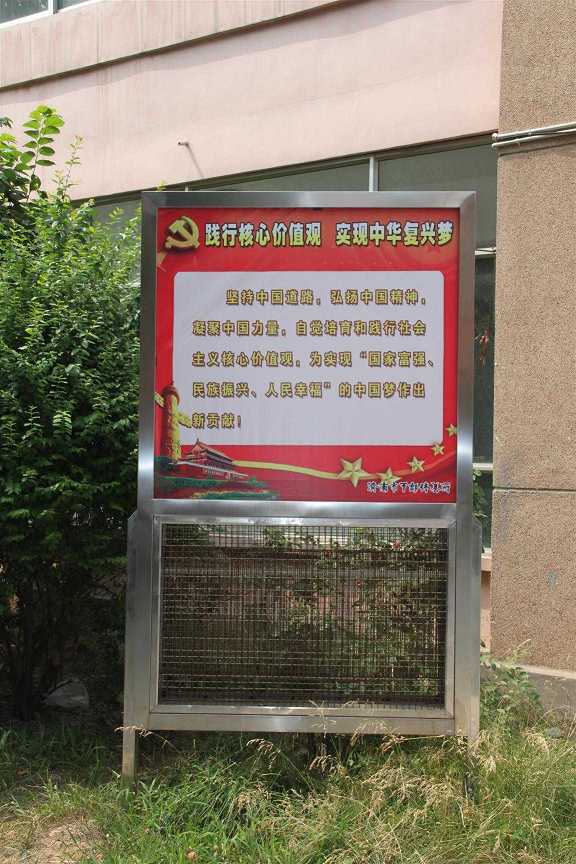 践行核心价值观 实现中华复兴梦
坚持中国道路，弘扬中国精神，
凝聚中国力量，自觉培育和践行社会
主义核心价值观，为实现“国家富强、
民族振兴、人民幸福”的中国梦作出
新贡献！